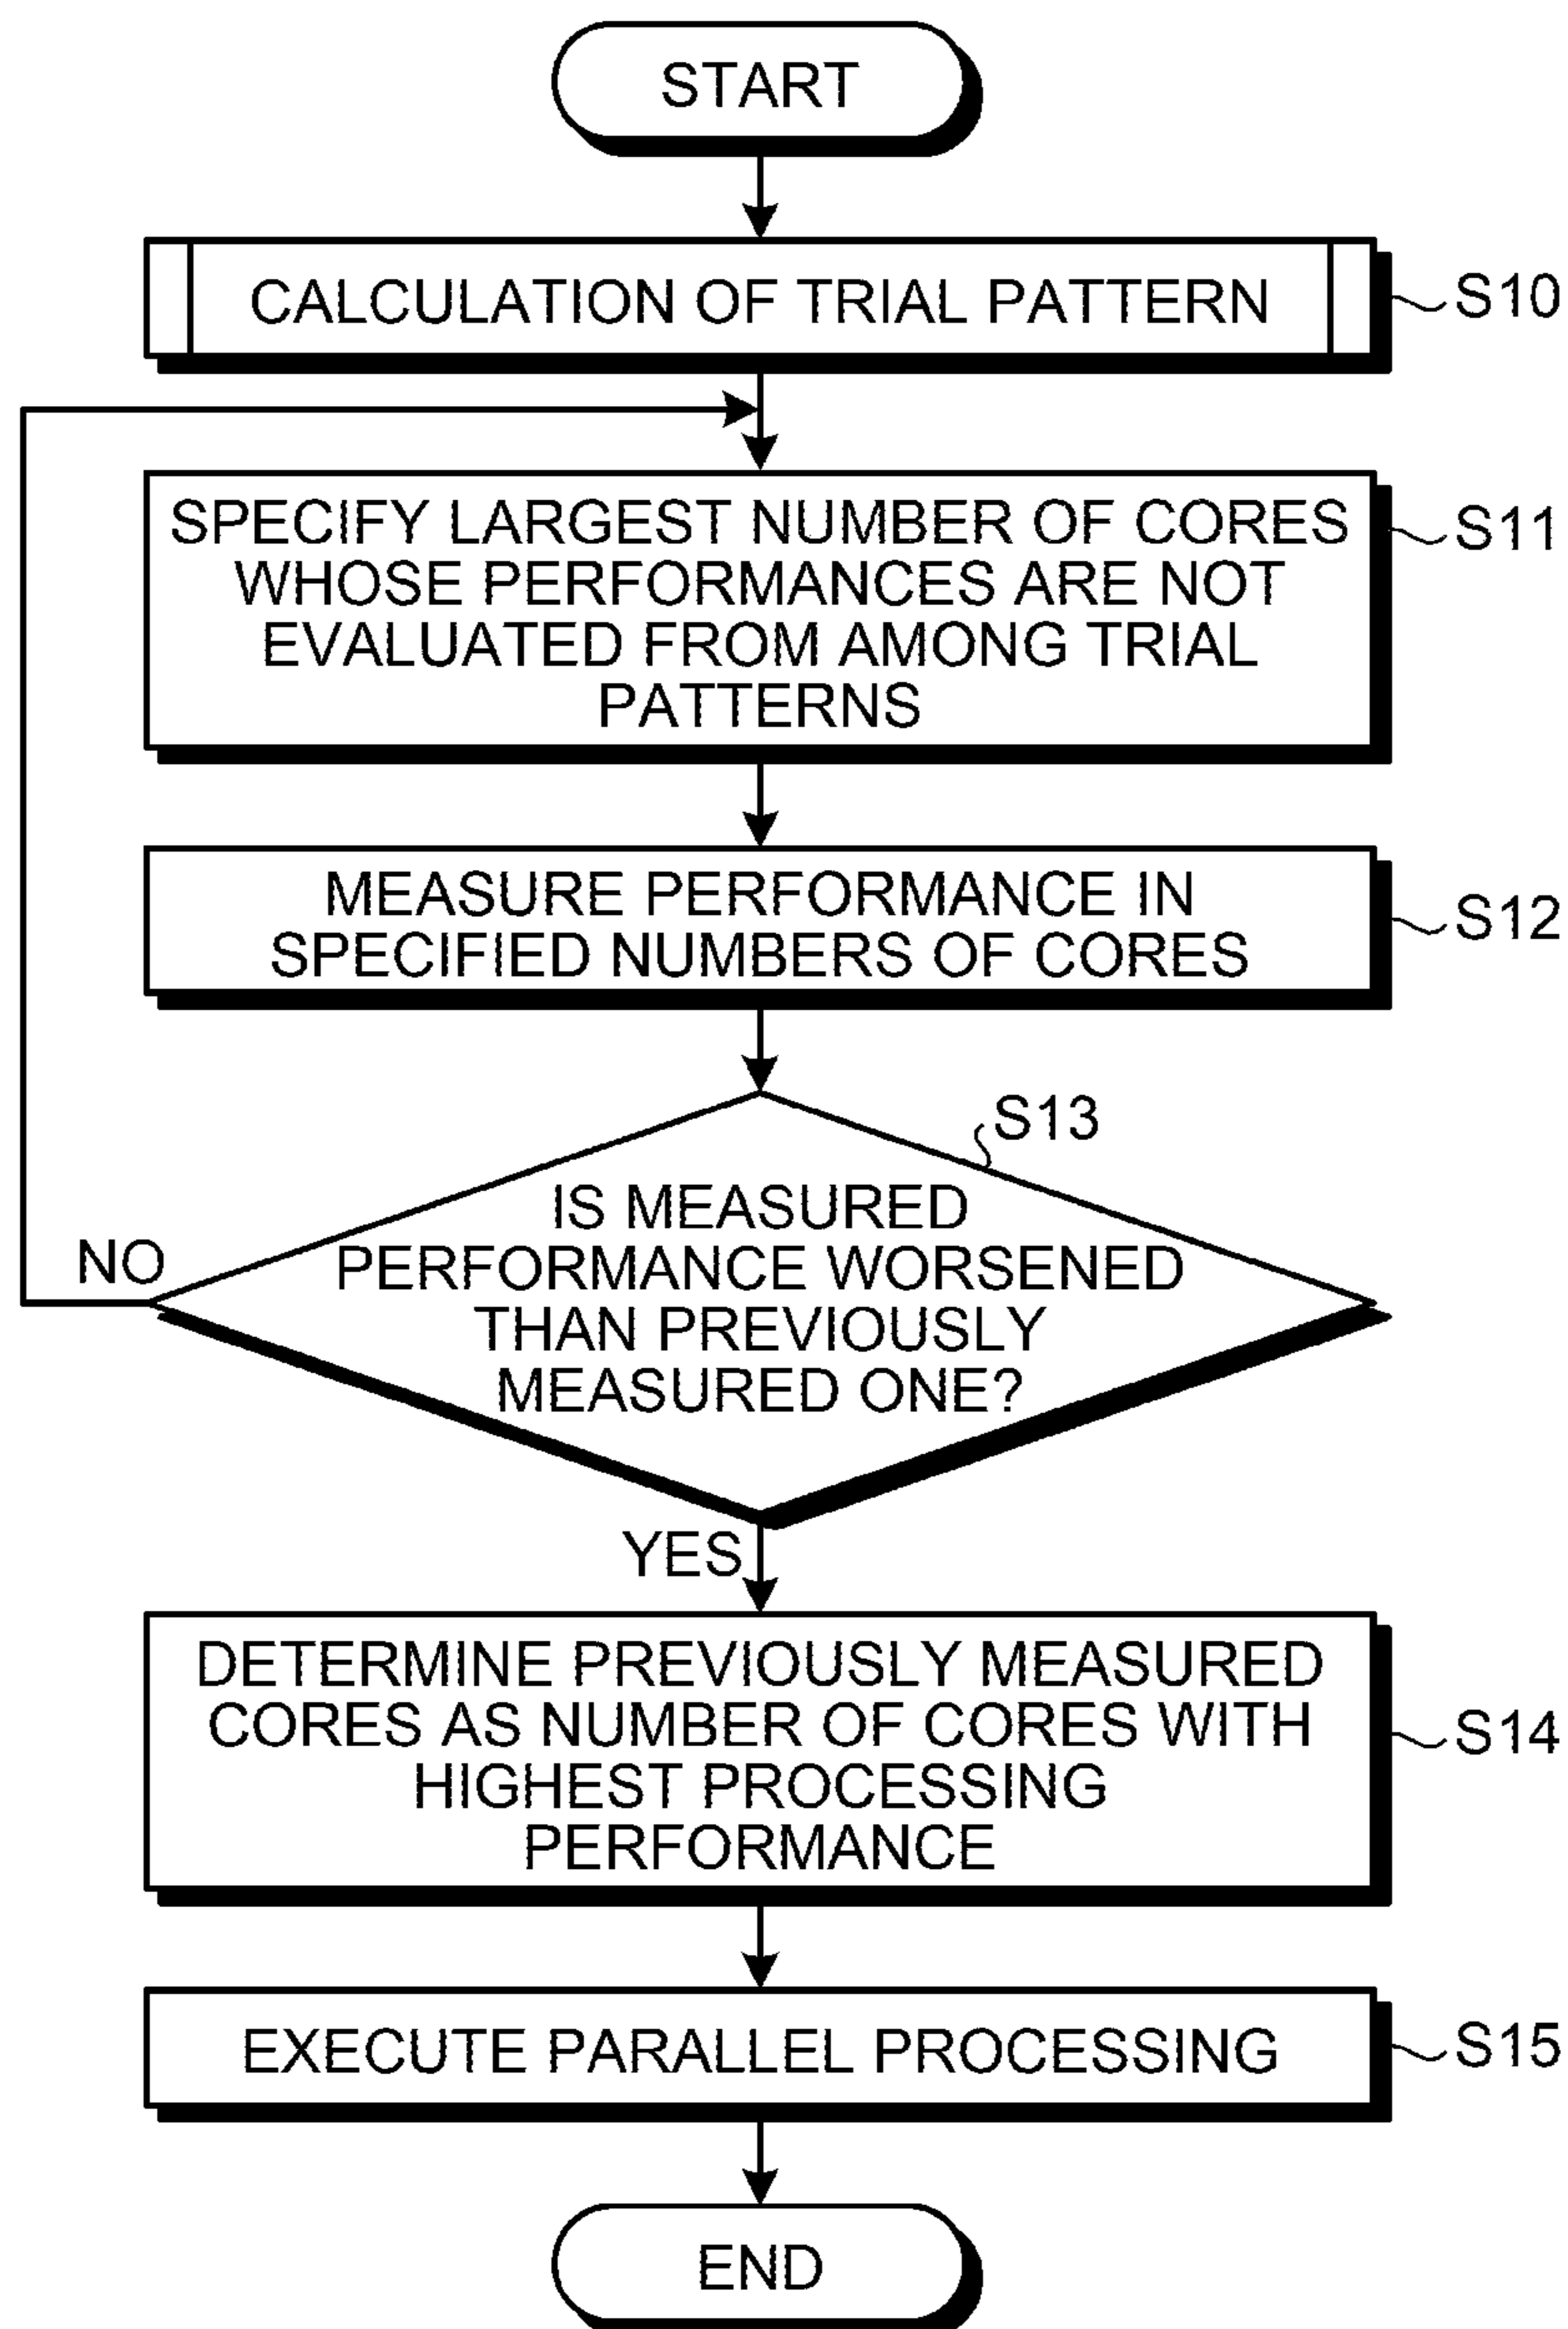 START
CALCULATION OF TRIAL PATTERN
S10
SPECIFY LARGEST NUMBER OF CORES
WHOSE PERFORMANCES ARE NOT
EVALUATED FROM AMONG TRIAL
PATTERNS
S11
MEASURE PERFORMANCE IN
SPECIFIED NUMBERS OF CORES
S12
S13
IS MEASURED
PERFORMANCE WORSENED
THAN PREVIOUSLY
MEASURED ONE?
NO
YES
DETERMINE PREVIOUSLY MEASURED
CORES AS NUMBER OF CORES WITH
HIGHEST PROCESSING
PERFORMANCE
S14
EXECUTE PARALLEL PROCESSING
S15
END